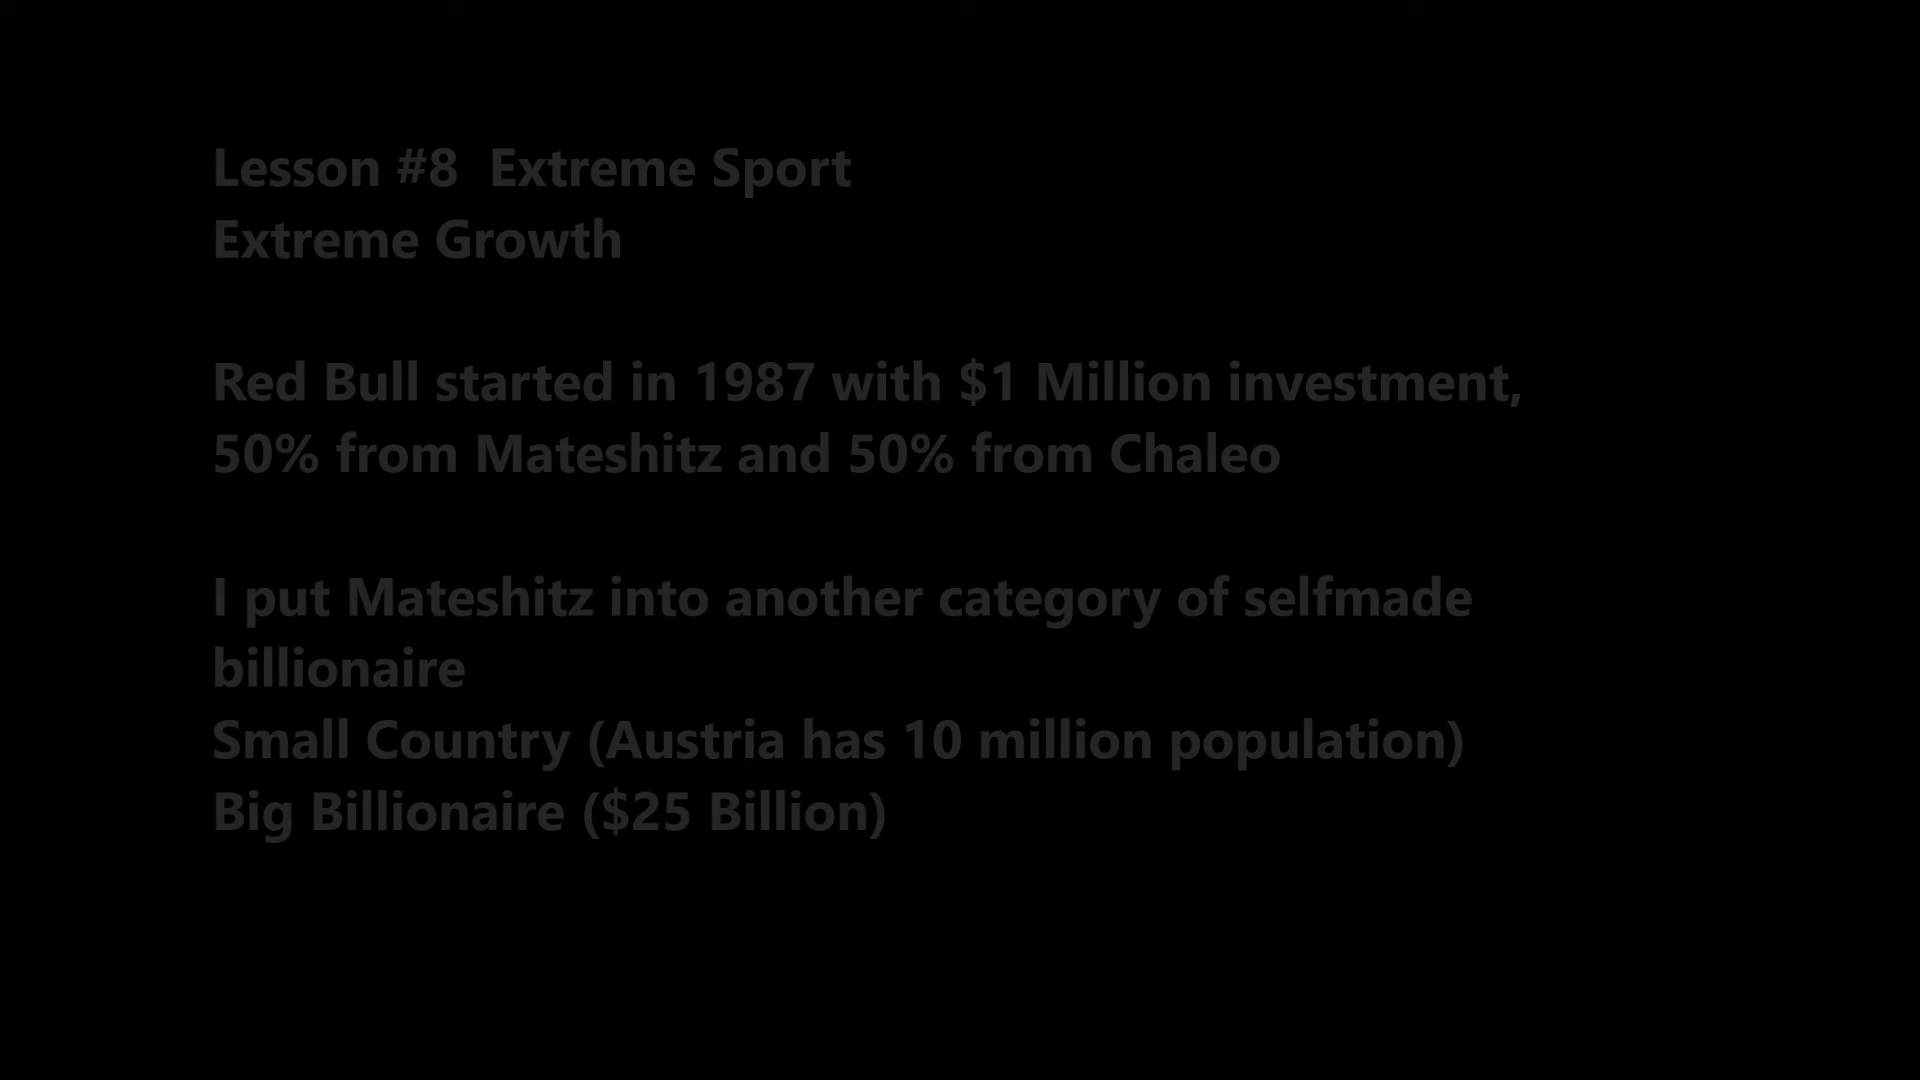 Lesson #8  Extreme Sport
Extreme Growth
Red Bull started in 1987 with $1 Million investment,
50% from Mateshitz and 50% from Chaleo
I put Mateshitz into another category of selfmade
billionaire
Small Country (Austria has 10 million population)
Big Billionaire ($25 Billion)